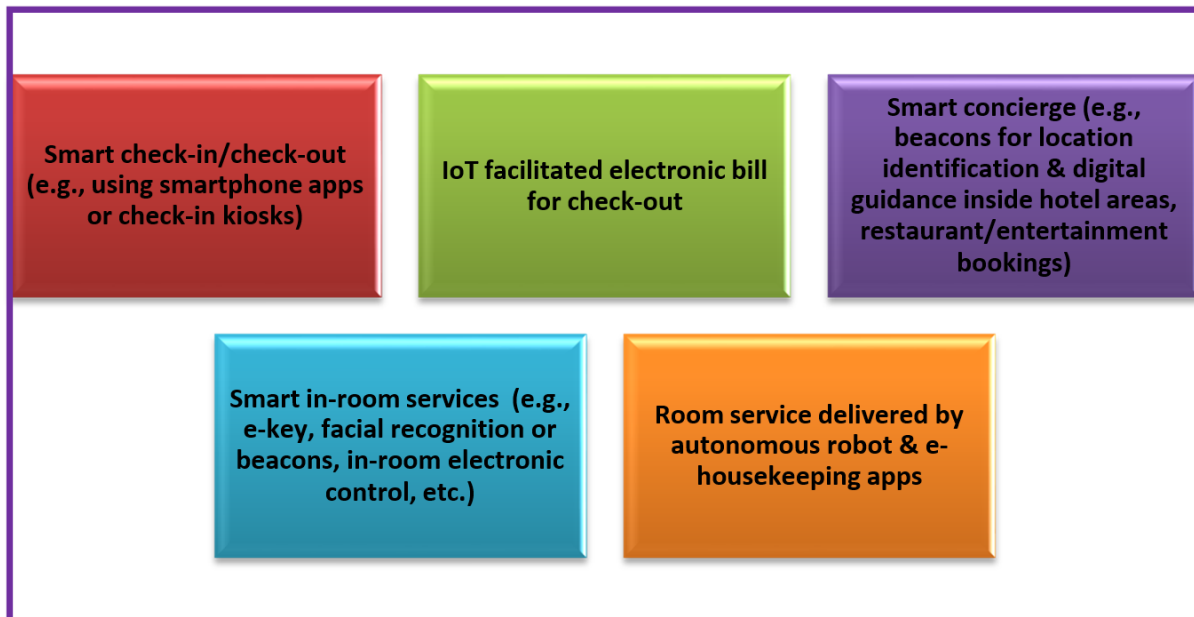 Smart check-in/check-out
(e.g., using smartphone apps
or check-in kiosks)
IoT facilitated electronic bill
for check-out
Smart concierge (e.g.,
beacons for location
identification & digital
guidance inside hotel areas,
restaurant/entertainment
bookings)
Smart in-room services  (e.g.,
e-key, facial recognition or
beacons, in-room electronic
control, etc.)
Room service delivered by
autonomous robot & e-
housekeeping apps